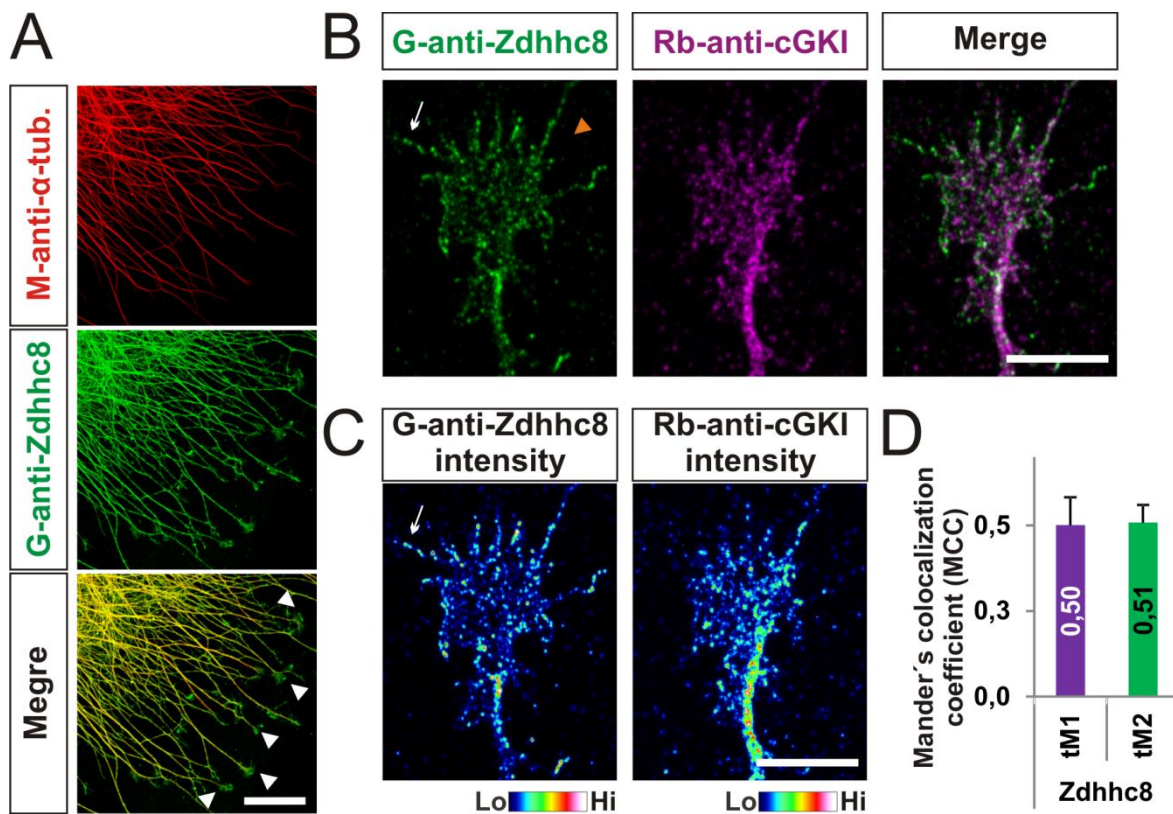 A
M-anti-α-tub.
G-anti-Zdhhc8
Megre
B
G-anti-Zdhhc8
Rb-anti-cGKI
Merge
C
G-anti-Zdhhc8
intensity
Rb-anti-cGKI
intensity
Lo Hi
Lo Hi
D
Mander´s colocalization
coefficient (MCC)
0,5
0,3
0,0
0,50
0,51
tM1
tM2
Zdhhc8